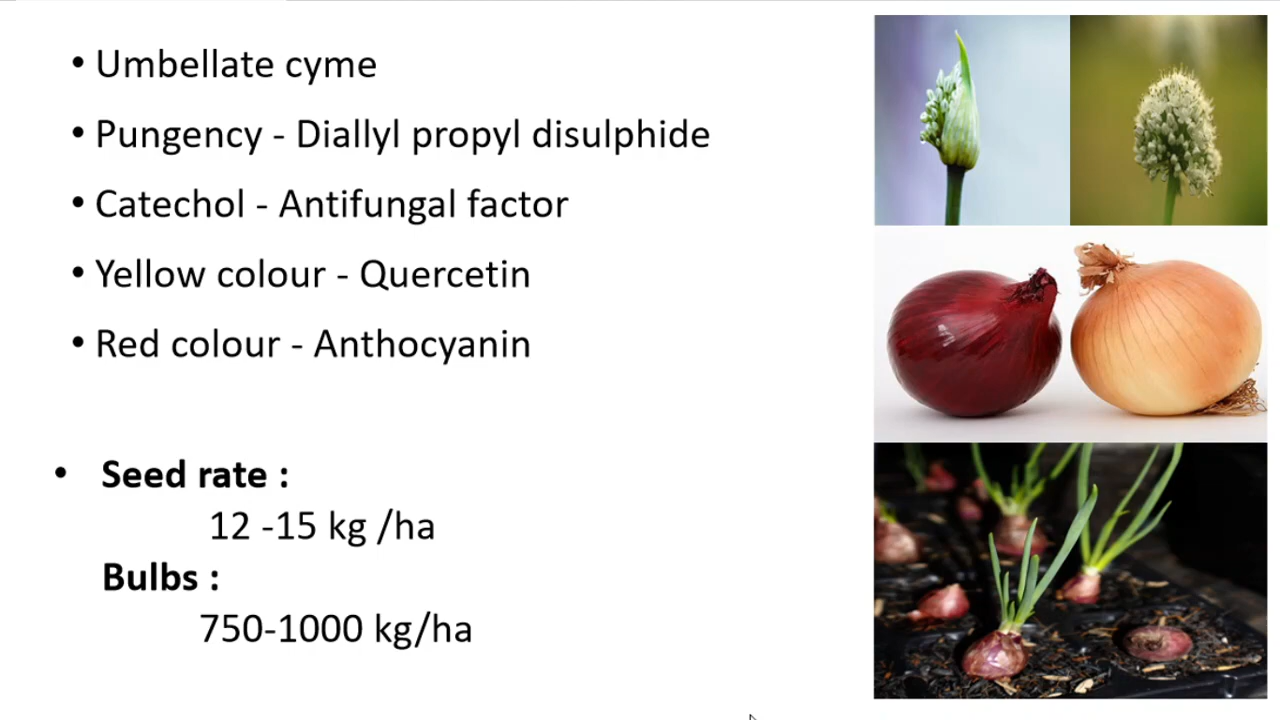 • Umbellate cyme
• Pungency - Diallyl propyl disulphide
• Catechol - Antifungal factor
• Yellow colour - Quercetin
• Red colour - Anthocyanin
• Seed rate :
12 -15 kg /ha
Bulbs :
750-1000 kg/ha